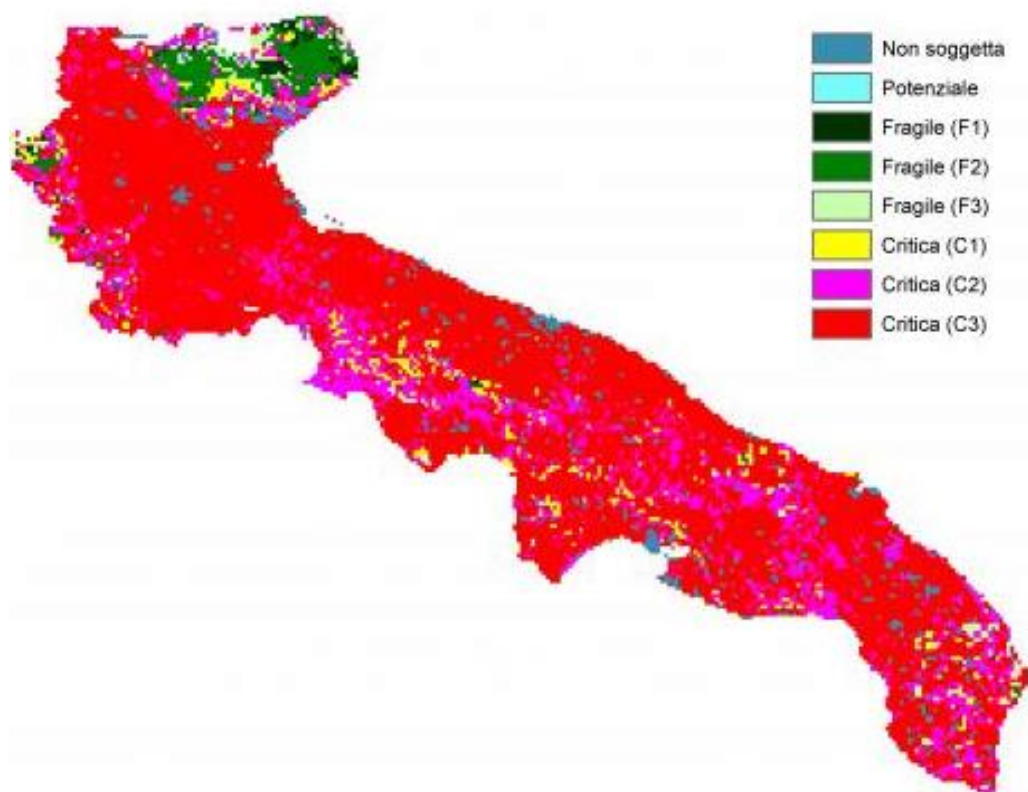 Non soggetta
Potenziale
Fragile (F1)
Fragile (F2)
Fragile (F3)
Critica (C1)
Critica (C2)
Critica (C3)